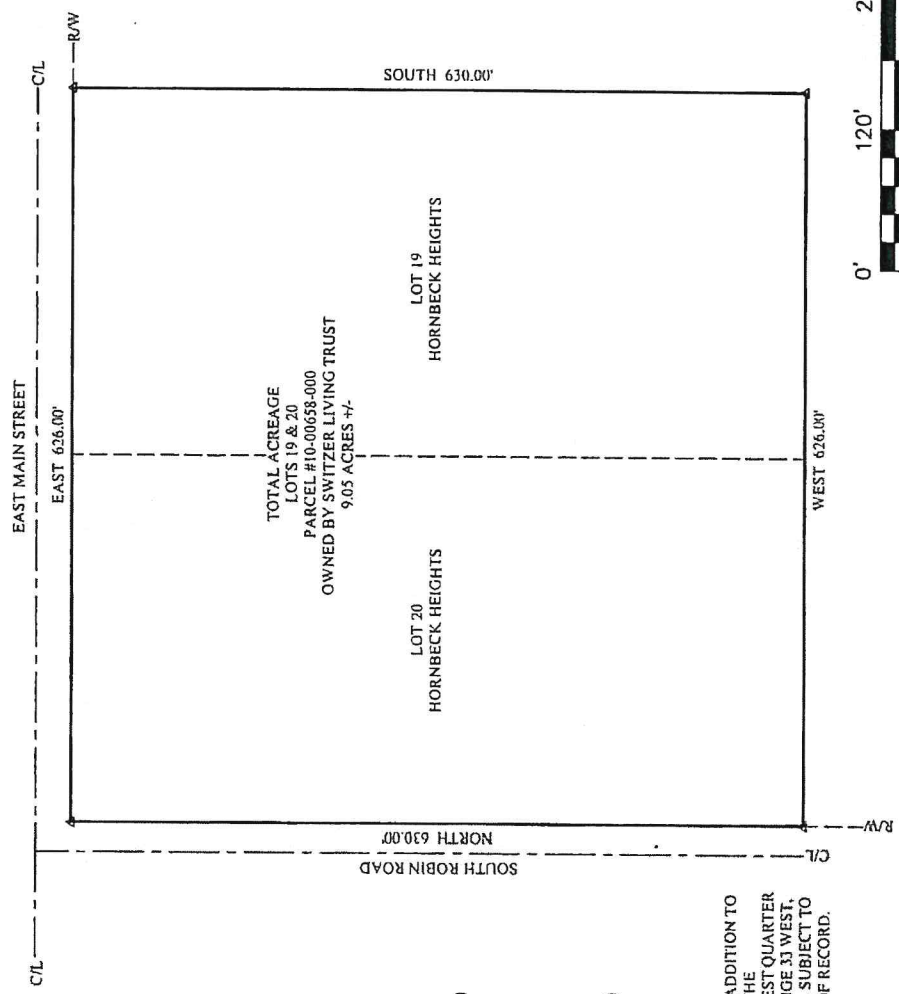 EAST MAIN STREET
C/L
C/L
R/W
EAST 626.00'
SOUTH 630.00'
TOTAL ACREAGE
LOTS 19 & 20
PARCEL #10-00658-000
OWNED BY SWITZER LIVING TRUST
9.05 ACRES +/-
LOT 20
HORNBECK HEIGHTS
LOT 19
HORNBECK HEIGHTS
NORTH 630.00'
SOUTH ROBIN ROAD
WEST 626.00'
C/L
R/W
0'
120'
2
ADDITION TO
THE
EST QUARTER
GE 33 WEST,
SUBJECT TO
F RECORD.